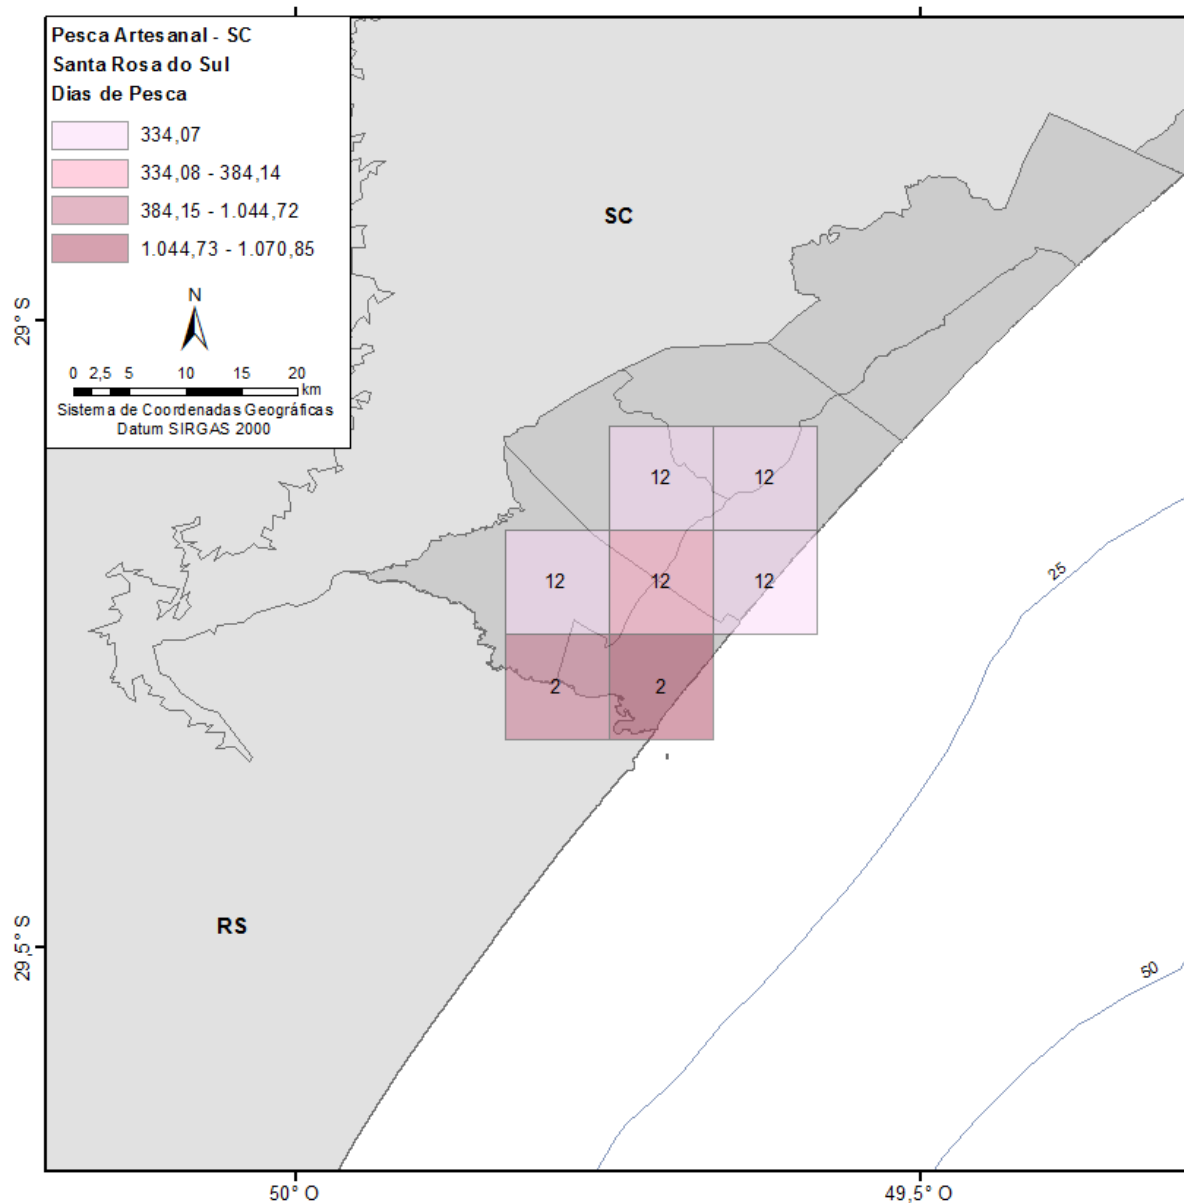 Pesca Artesanal - SC
Santa Rosa do Sul
Dias de Pesca
334,07
334,08 - 384,14
384,15 - 1.044,72
1.044,73 - 1.070,85
N
0 2,5 5 10 15 20
km
Sistema de Coordenadas Geográficas
Datum SIRGAS 2000
SC
29° S
12 12
12 12 12
25
2 2
RS
29,5° S
50
50° O 49,5° O